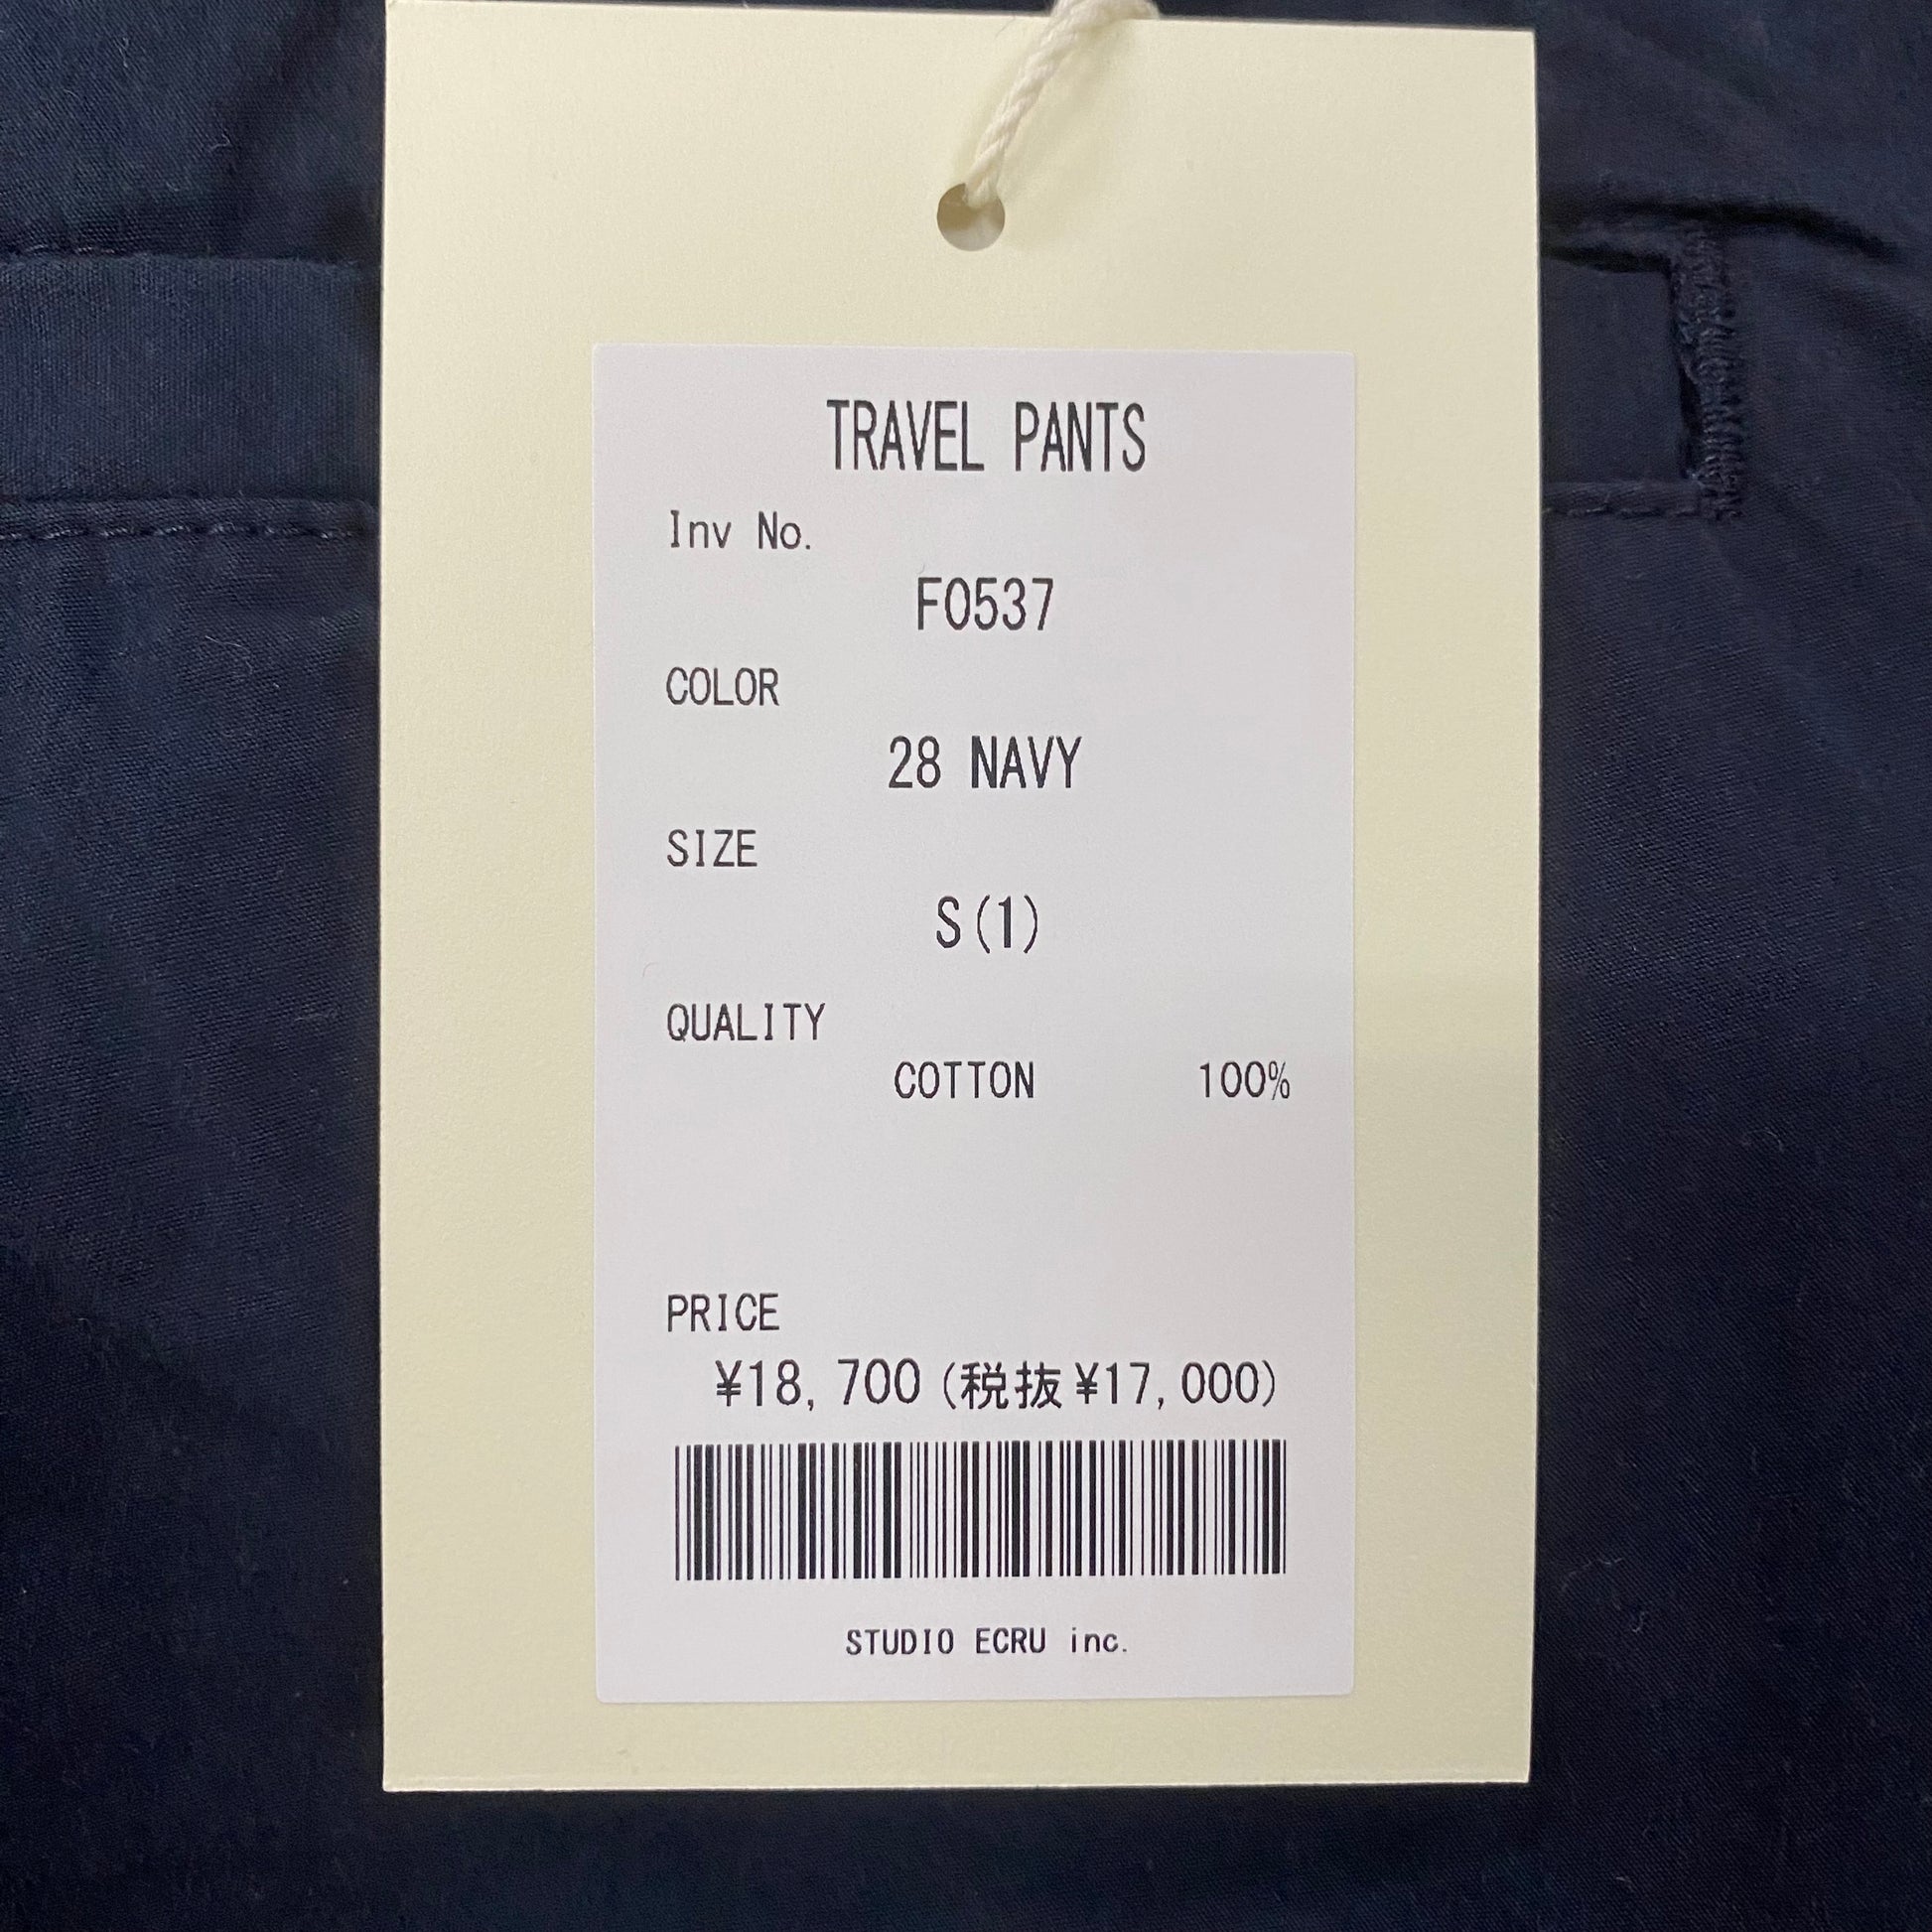 TRAVEL PANTS
Inv No.
F0537
COLOR
28 NAVY
SIZE
S(1)
QUALITY
COTTON 100%
PRICE
¥18,700(税抜¥17,000)
STUDIO ECRU inc.